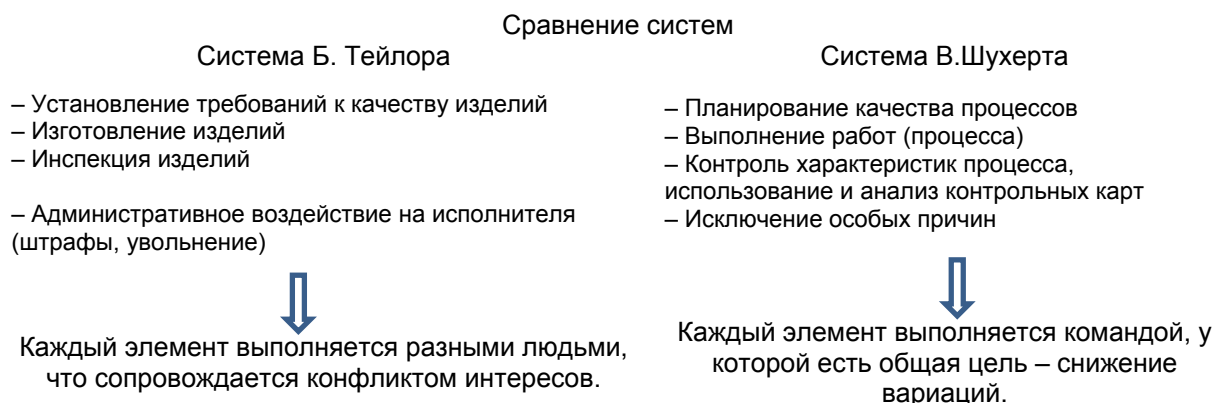 Сравнение систем
Система Б. Тейлора
– Установление требований к качеству изделий
– Изготовление изделий
– Инспекция изделий
– Административное воздействие на исполнителя
(штрафы, увольнение)
Каждый элемент выполняется разными людьми,
что сопровождается конфликтом интересов.
Система В.Шухерта
– Планирование качества процессов
– Выполнение работ (процесса)
– Контроль характеристик процесса,
использование и анализ контрольных карт
– Исключение особых причин
Каждый элемент выполняется командой, у
которой есть общая цель – снижение
вариаций.